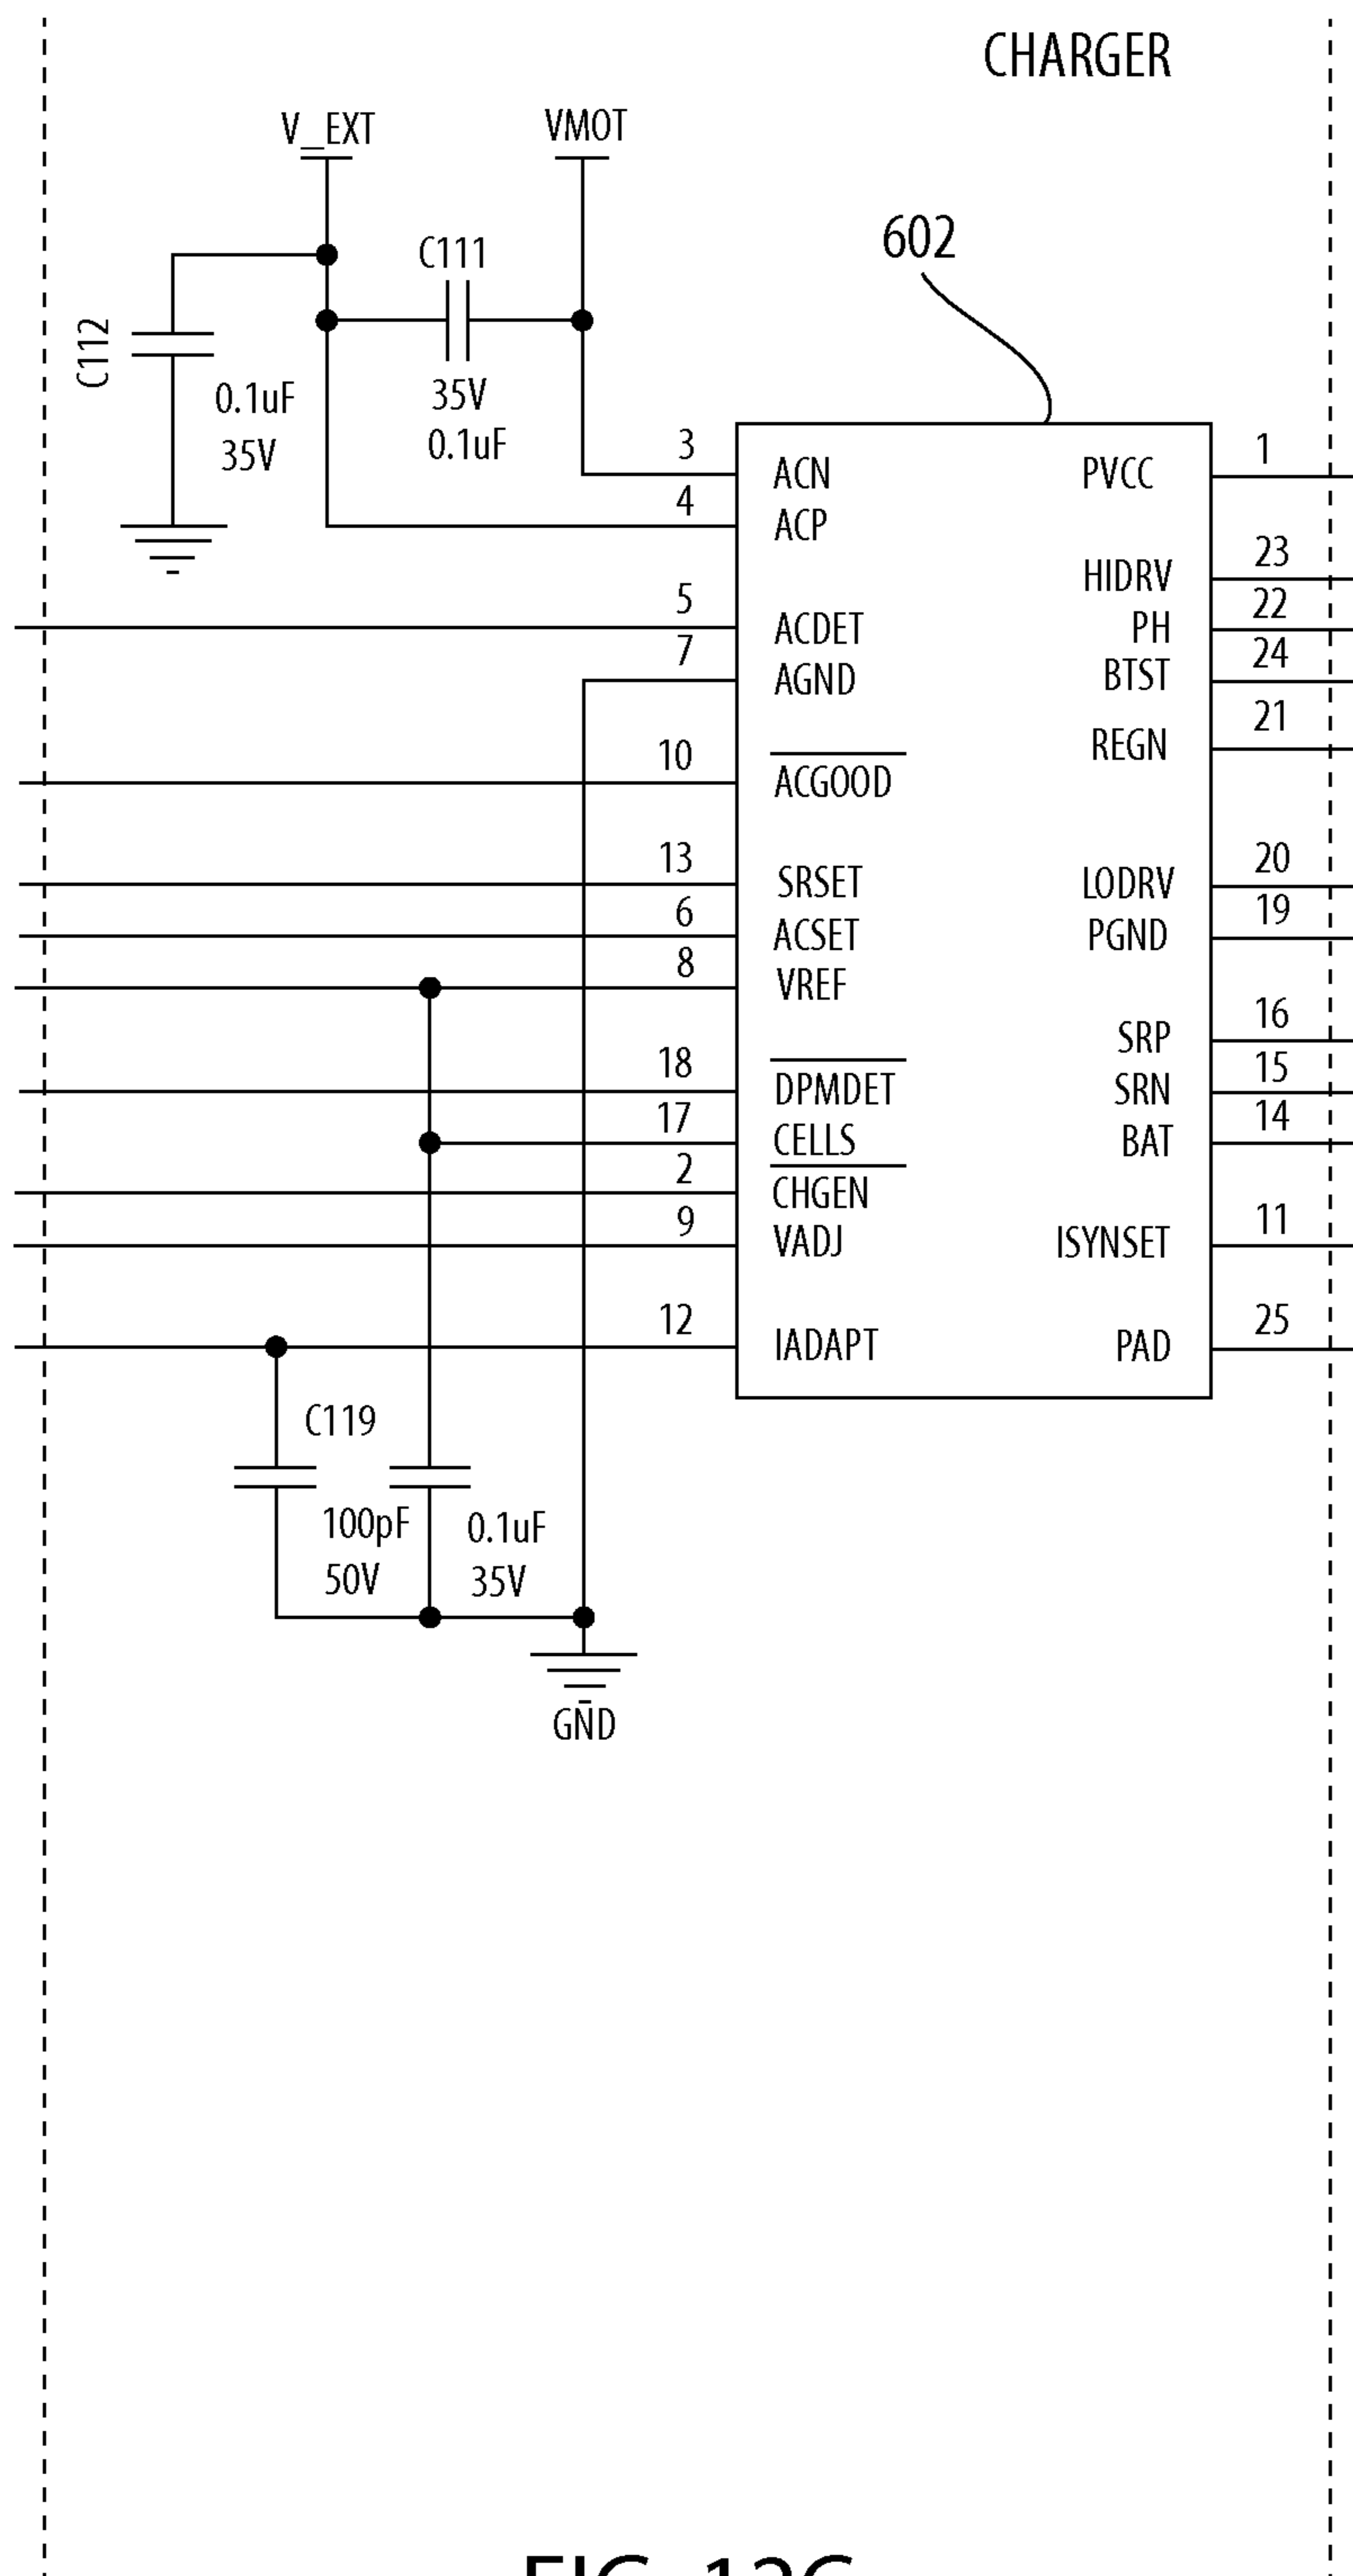 CHARGER
V_EXT
VMOT
602
C111
C112
0.1uF
35V
35V
0.1uF
3
ACN
4
ACP
5
ACDET
7
AGND
10
ACGOOD
13
SRSET
6
ACSET
8
VREF
18
DPMDET
17
CELLS
2
CHGEN
9
VADJ
12
IADAPT
PVCC
1
HIDRV
23
PH
22
BTST
24
REGN
21
LODRV
20
PGND
19
SRP
16
SRN
15
BAT
14
ISYNSET
11
PAD
25
C119
100pF
50V
0.1uF
35V
GND